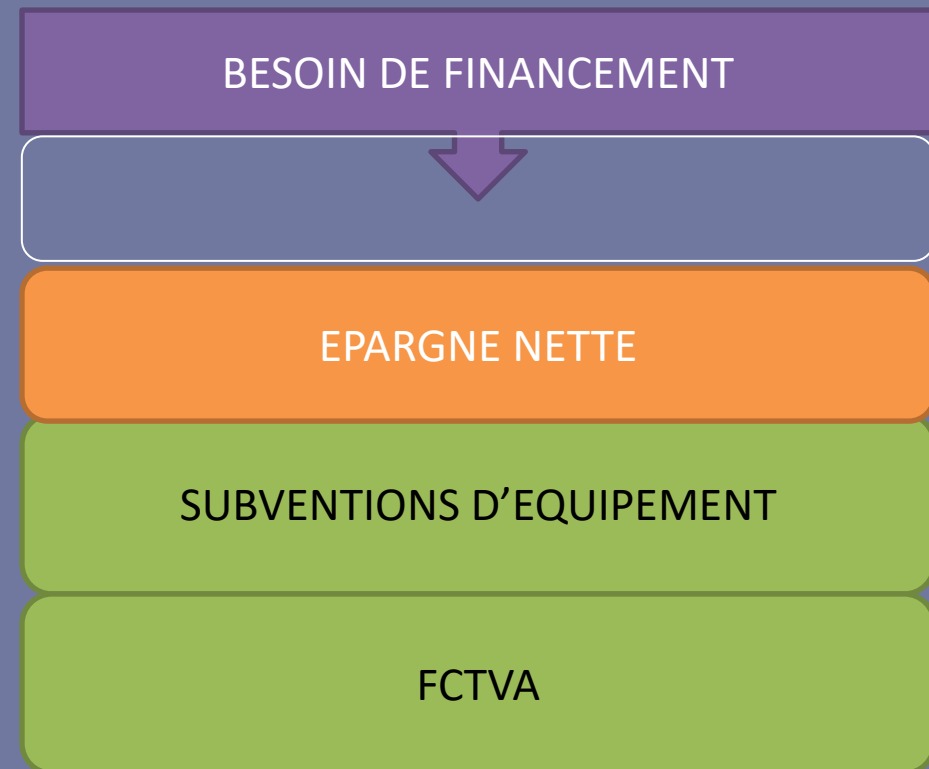 BESOIN DE FINANCEMENT
EPARGNE NETTE
SUBVENTIONS D’EQUIPEMENT
FCTVA